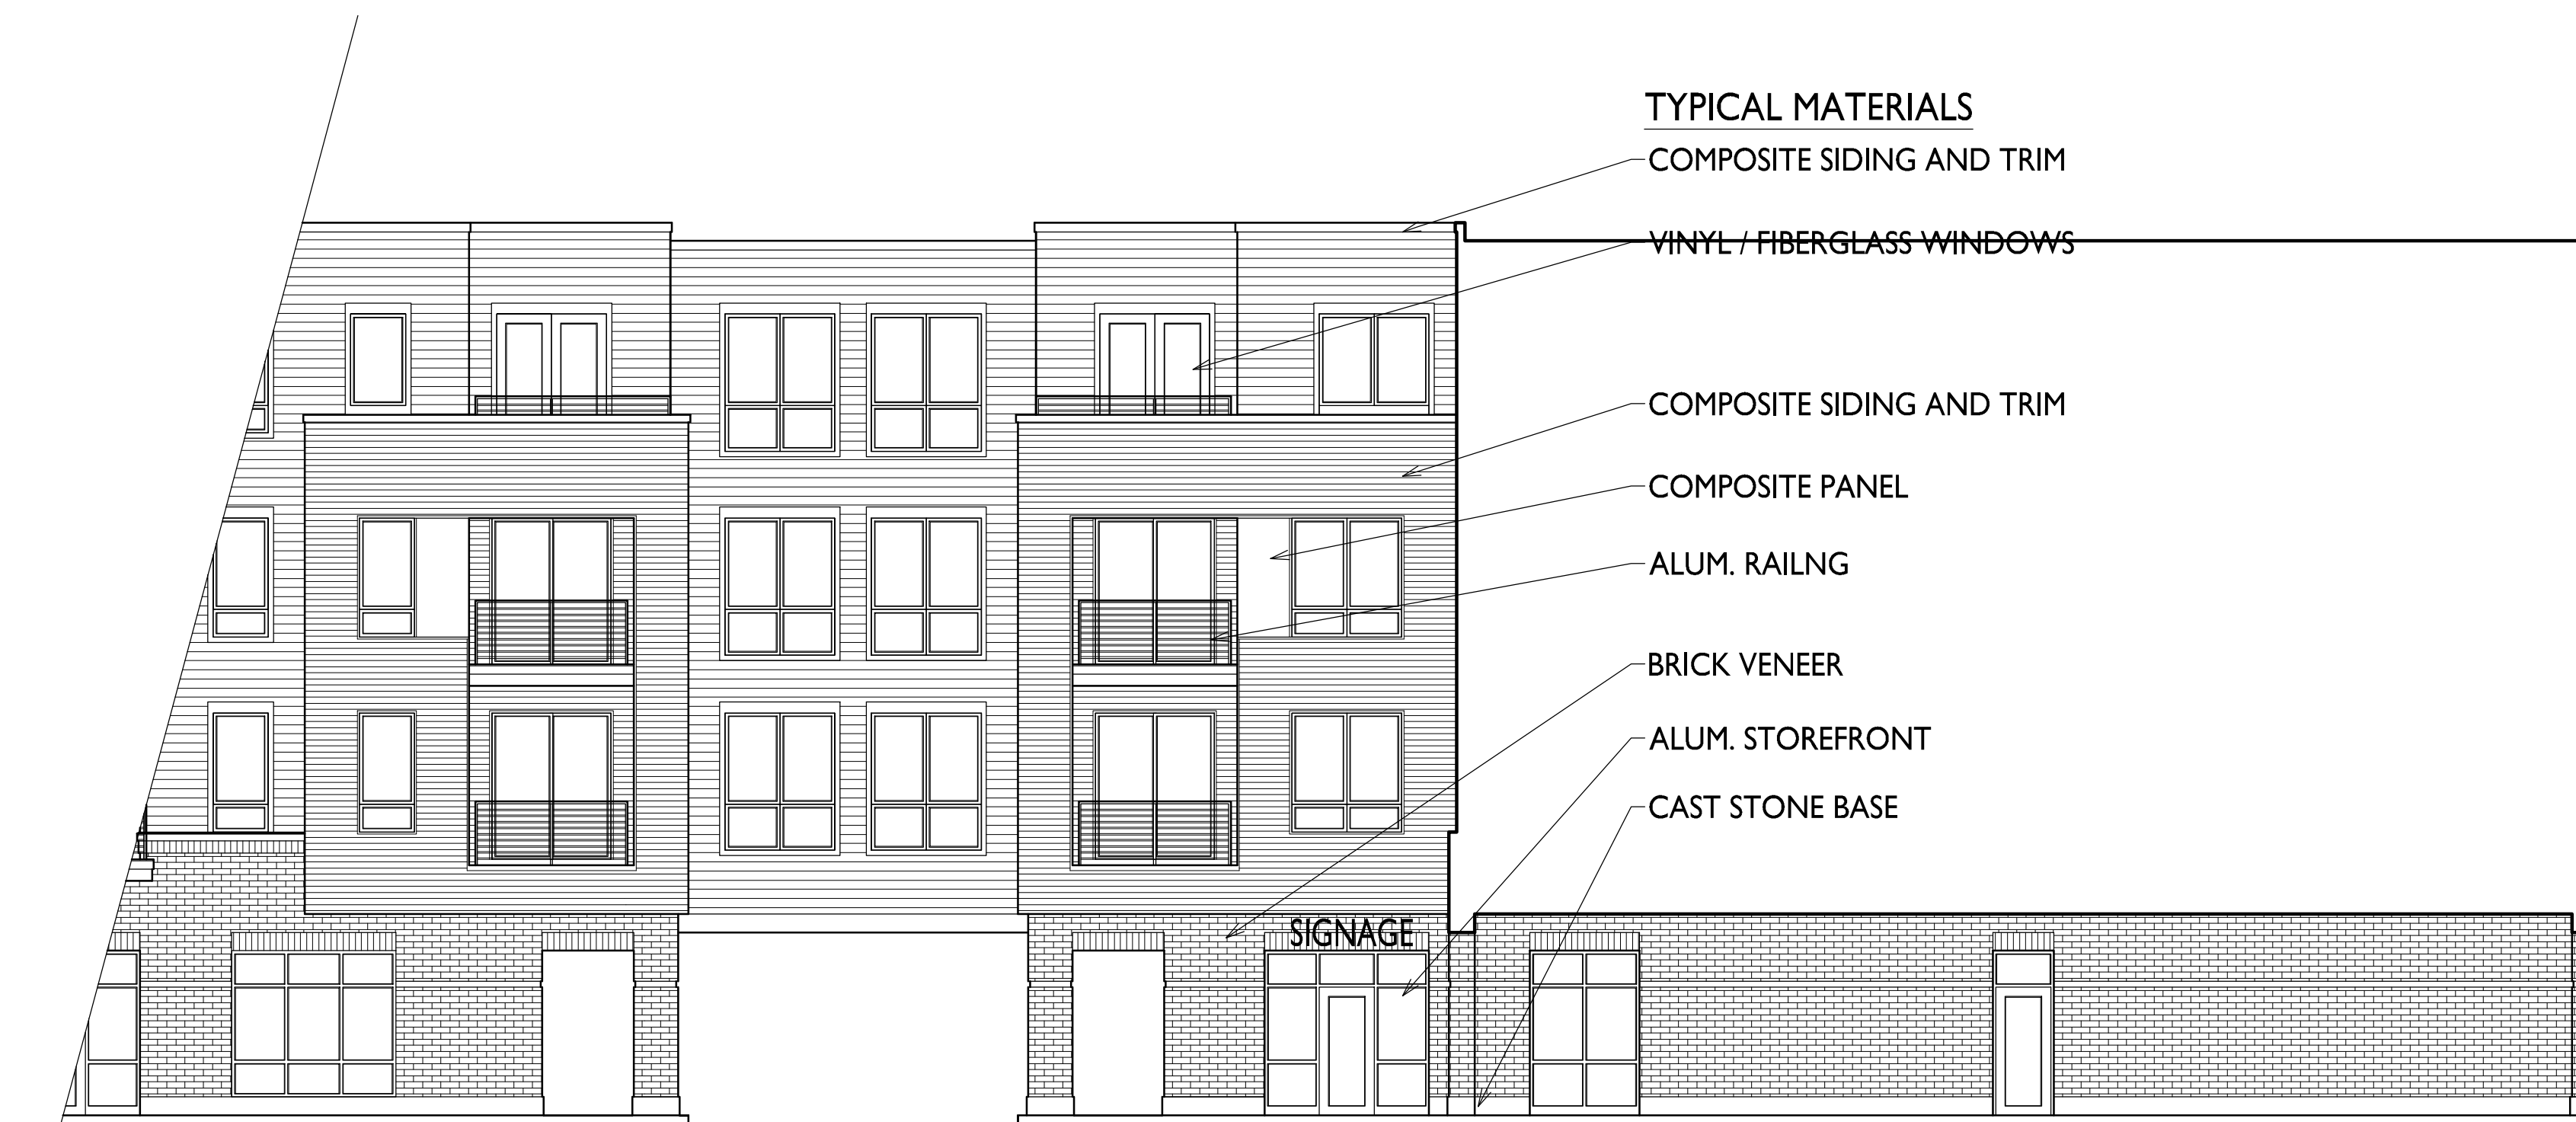 TYPICAL MATERIALS
COMPOSITE SIDING AND TRIM
VINYL / FIBERGLASS WINDOWS
COMPOSITE SIDING AND TRIM
COMPOSITE PANEL
ALUM. RAILNG
BRICK VENEER
ALUM. STOREFRONT
CAST STONE BASE
SIGNAGE